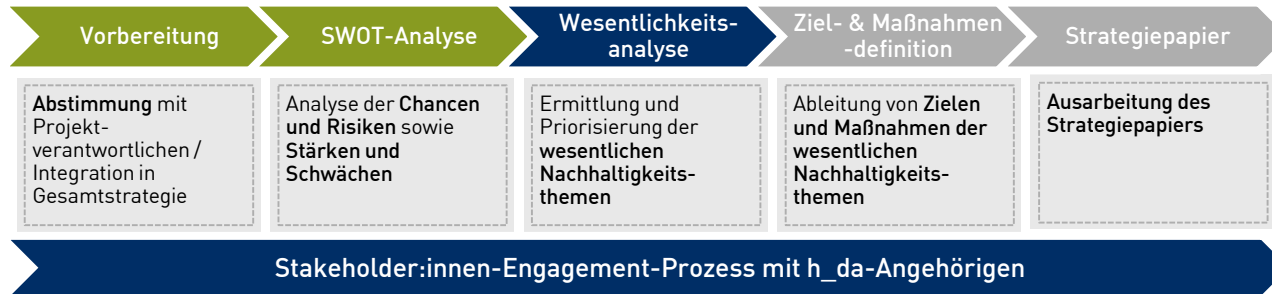 Vorbereitung
SWOT-Analyse
Wesentlichkeits-
analyse
Ziel- & Maßnahmen
-definition
Strategiepapier
Abstimmung mit
Projekt-
verantwortlichen /
Integration in
Gesamtstrategie
Analyse der Chancen
und Risiken sowie
Stärken und
Schwächen
Ermittlung und
Priorisierung der
wesentlichen
Nachhaltigkeits-
themen
Ableitung von Zielen
und Maßnahmen der
wesentlichen
Nachhaltigkeits-
themen
Ausarbeitung des
Strategiepapiers
Stakeholder:innen-Engagement-Prozess mit h_da-Angehörigen